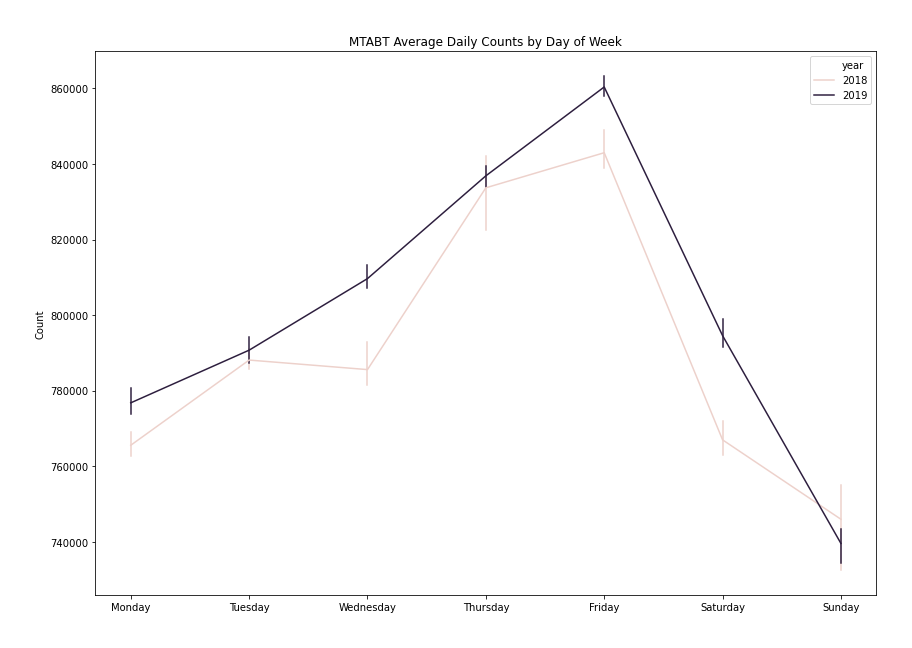 MTABT Average Daily Counts by Day of Week
year
2018
2019
860000
840000
820000
800000
780000
760000
740000
Count
Monday Tuesday Wednesday Thursday Friday Saturday Sunday